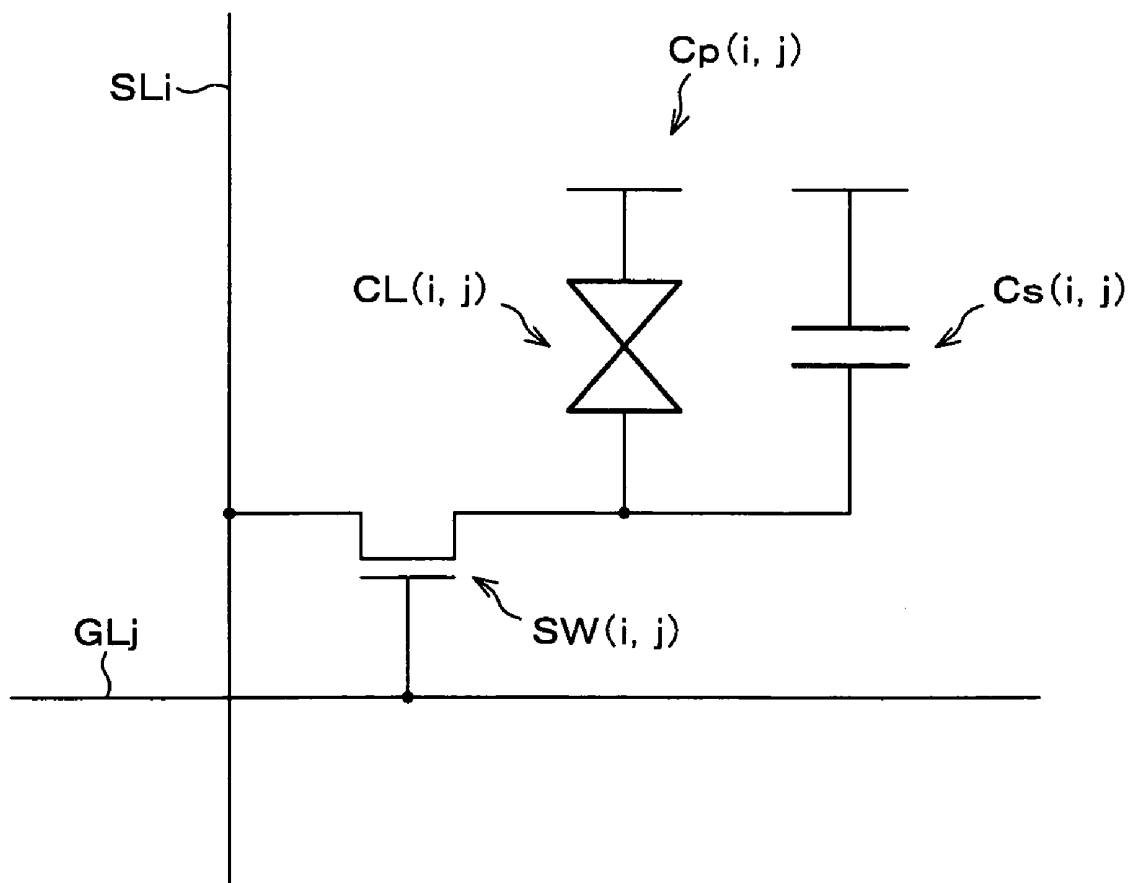 Cp(i, j)
SLi
CL(i, j)
Cs(i, j)
SW(i, j)
GLj